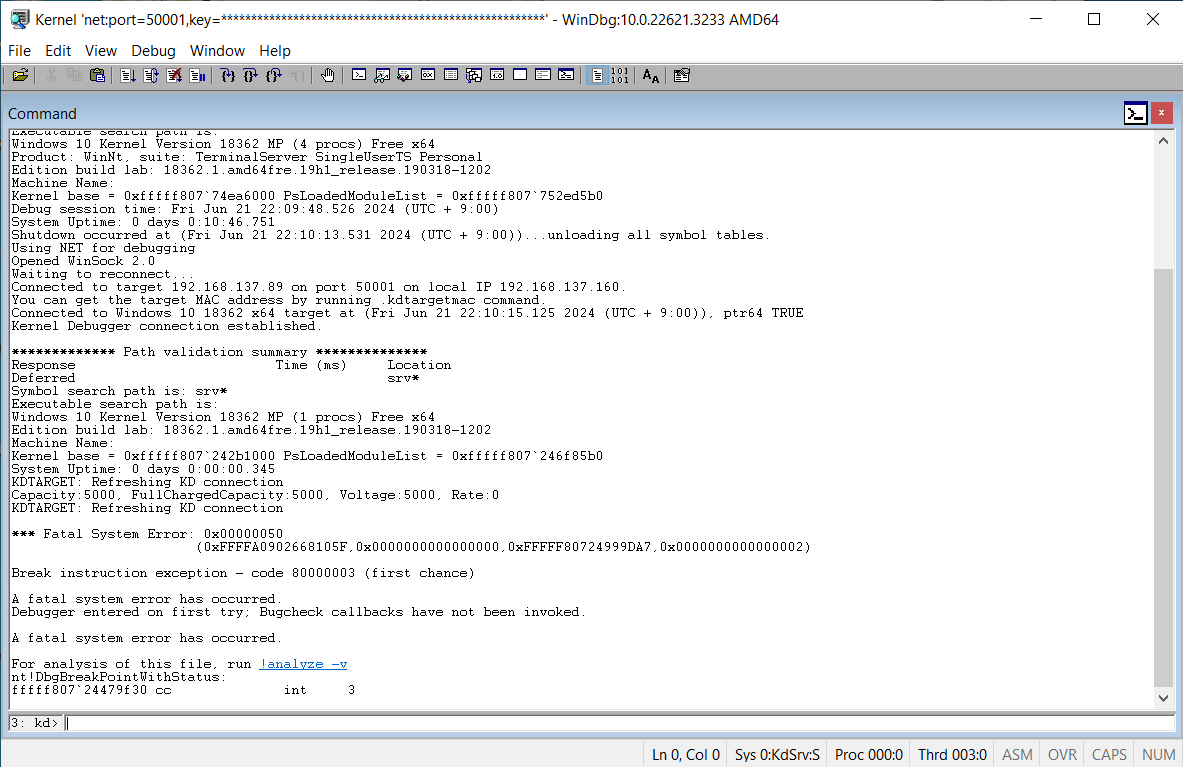 Kernel 'net:port=50001,key=*******************************************************' - WinDbg:10.0.22621.3233 AMD64
File Edit View Debug Window Help
Command
Executable search path is:
Windows 10 Kernel Version 18362 MP (4 procs) Free x64
Product: WinNt, suite: TerminalServer SingleUserTS Personal
Edition build lab: 18362.1.amd64fre.19h1_release.190318-1202
Machine Name:
Kernel base = 0xfffff807`74ea6000 PsLoadedModuleList = 0xfffff807`752ed5b0
Debug session time: Fri Jun 21 22:09:48.526 2024 (UTC + 9:00)
System Uptime: 0 days 0:10:46.751
Shutdown occurred at (Fri Jun 21 22:10:13.531 2024 (UTC + 9:00))...unloading all symbol tables.
Using NET for debugging
Opened WinSock 2.0
Waiting to reconnect...
Connected to target 192.168.137.89 on port 50001 on local IP 192.168.137.160.
You can get the target MAC address by running .kdtargetmac command.
Connected to Windows 10 18362 x64 target at (Fri Jun 21 22:10:15.125 2024 (UTC + 9:00)), ptr64 TRUE
Kernel Debugger connection established.
************* Path validation summary **************
Response Time (ms) Location
Deferred srv*
Symbol search path is: srv*
Executable search path is:
Windows 10 Kernel Version 18362 MP (1 procs) Free x64
Edition build lab: 18362.1.amd64fre.19h1_release.190318-1202
Machine Name:
Kernel base = 0xfffff807`242b1000 PsLoadedModuleList = 0xfffff807`246f85b0
System Uptime: 0 days 0:00:00.345
KDTARGET: Refreshing KD connection
Capacity:5000, FullChargedCapacity:5000, Voltage:5000, Rate:0
KDTARGET: Refreshing KD connection
*** Fatal System Error: 0x00000050
(0xFFFFA0902668105F,0x0000000000000000,0xFFFFF80724999DA7,0x0000000000000002)
Break instruction exception - code 80000003 (first chance)
A fatal system error has occurred.
Debugger entered on first try; Bugcheck callbacks have not been invoked.
A fatal system error has occurred.
For analysis of this file, run !analyze -v
nt!DbgBreakPointWithStatus:
fffff807`24479f30 cc int 3
3: kd>
Ln 0, Col 0 Sys 0:KdSrv:S Proc 000:0 Thrd 003:0 ASM OVR CAPS NUM